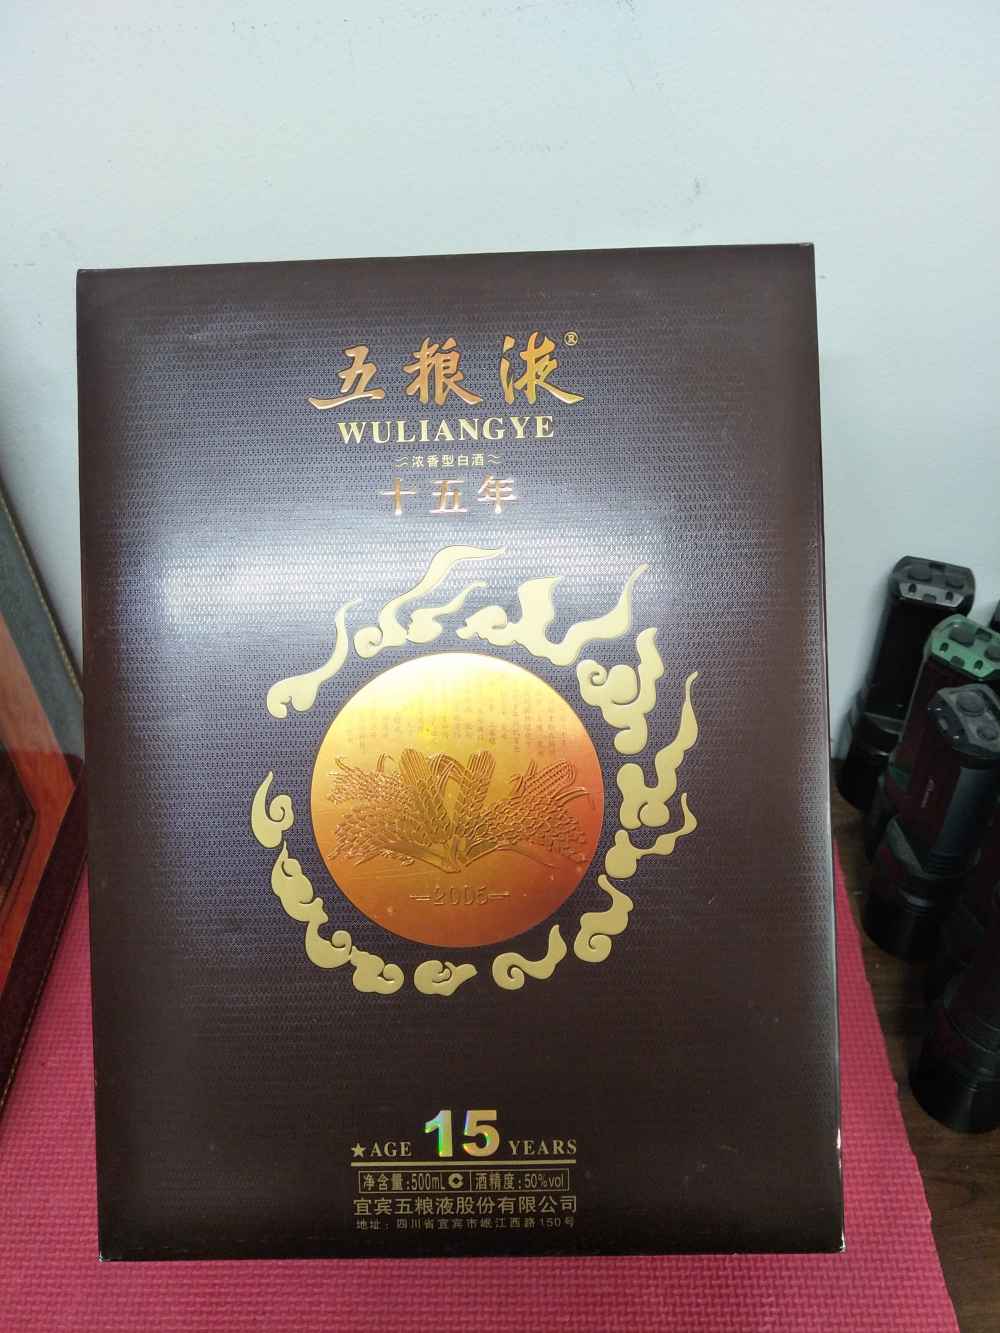 五粮液®
WULIANGYE
浓香型白酒
十五年
—2005—
★AGE 15 YEARS
净含量:500mL 酒精度:50%vol
宜宾五粮液股份有限公司
地址:四川省宜宾市岷江西路150号